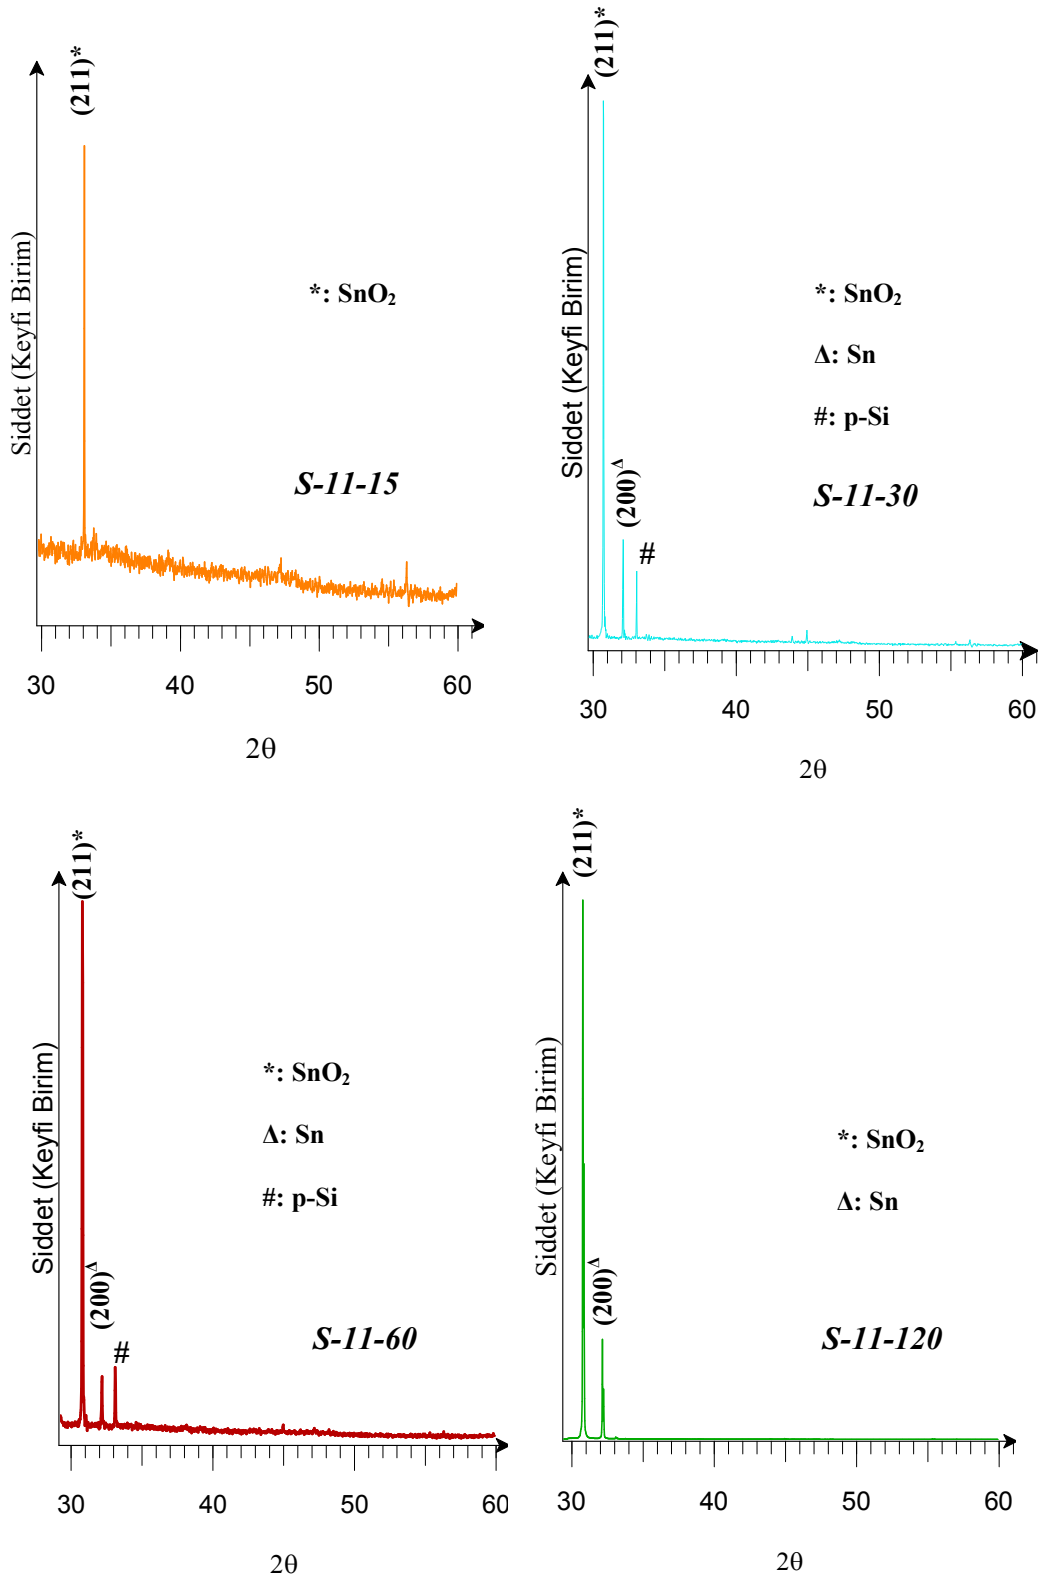 (211)*
Siddet (Keyfi Birim)
*: SnO₂
S-11-15
30 40 50 60
2θ
(211)*
Siddet (Keyfi Birim)
*: SnO₂
Δ: Sn
#: p-Si
(200)Δ
#
S-11-30
30 40 50 60
2θ
(211)*
Siddet (Keyfi Birim)
*: SnO₂
Δ: Sn
#: p-Si
(200)Δ
#
S-11-60
30 40 50 60
2θ
(211)*
Siddet (Keyfi Birim)
*: SnO₂
Δ: Sn
(200)Δ
S-11-120
30 40 50 60
2θ